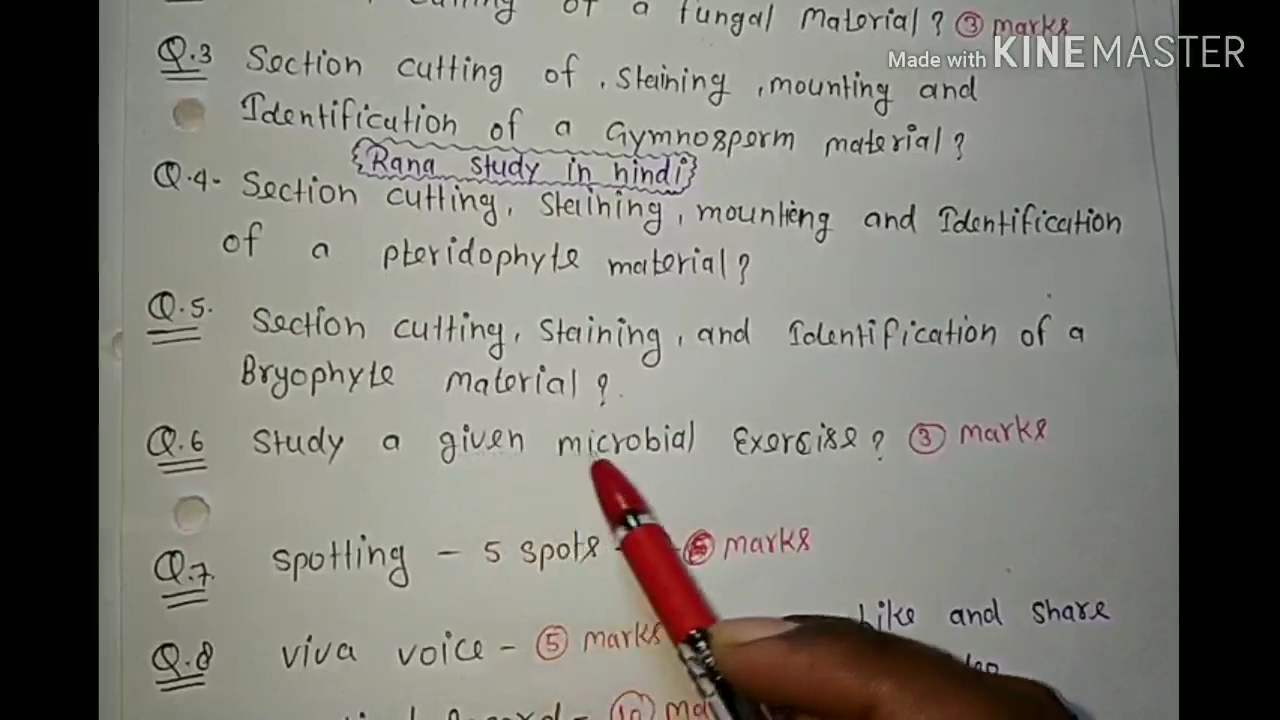 of a fungal Material? ③ marks
Made with KINEMASTER
Q.3 Section cutting of, Staining, mounting and
Identification of a Gymnosperm material?
Rana study in hindi
Q.4- Section cutting, Staining, mounting and Identification
of a pteridophyte material?
Q.5. Section cutting, Staining, and Identification of a
Bryophyte material?
Q.6 Study a given microbial Exercise? ③ marks
Q.7 spotting - 5 spots - marks
Like and share
Q.8 viva voice - ⑤ marks